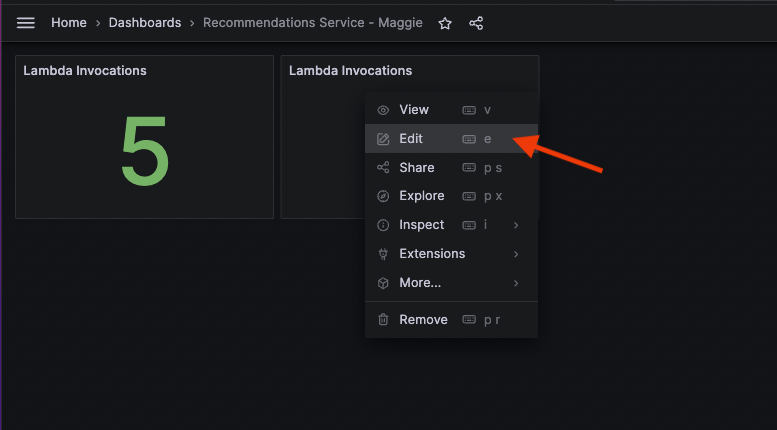 Home > Dashboards > Recommendations Service - Maggie
Lambda Invocations
5
Lambda Invocations
View v
Edit e
Share p s
Explore p x
Inspect i >
Extensions >
More... >
Remove p r